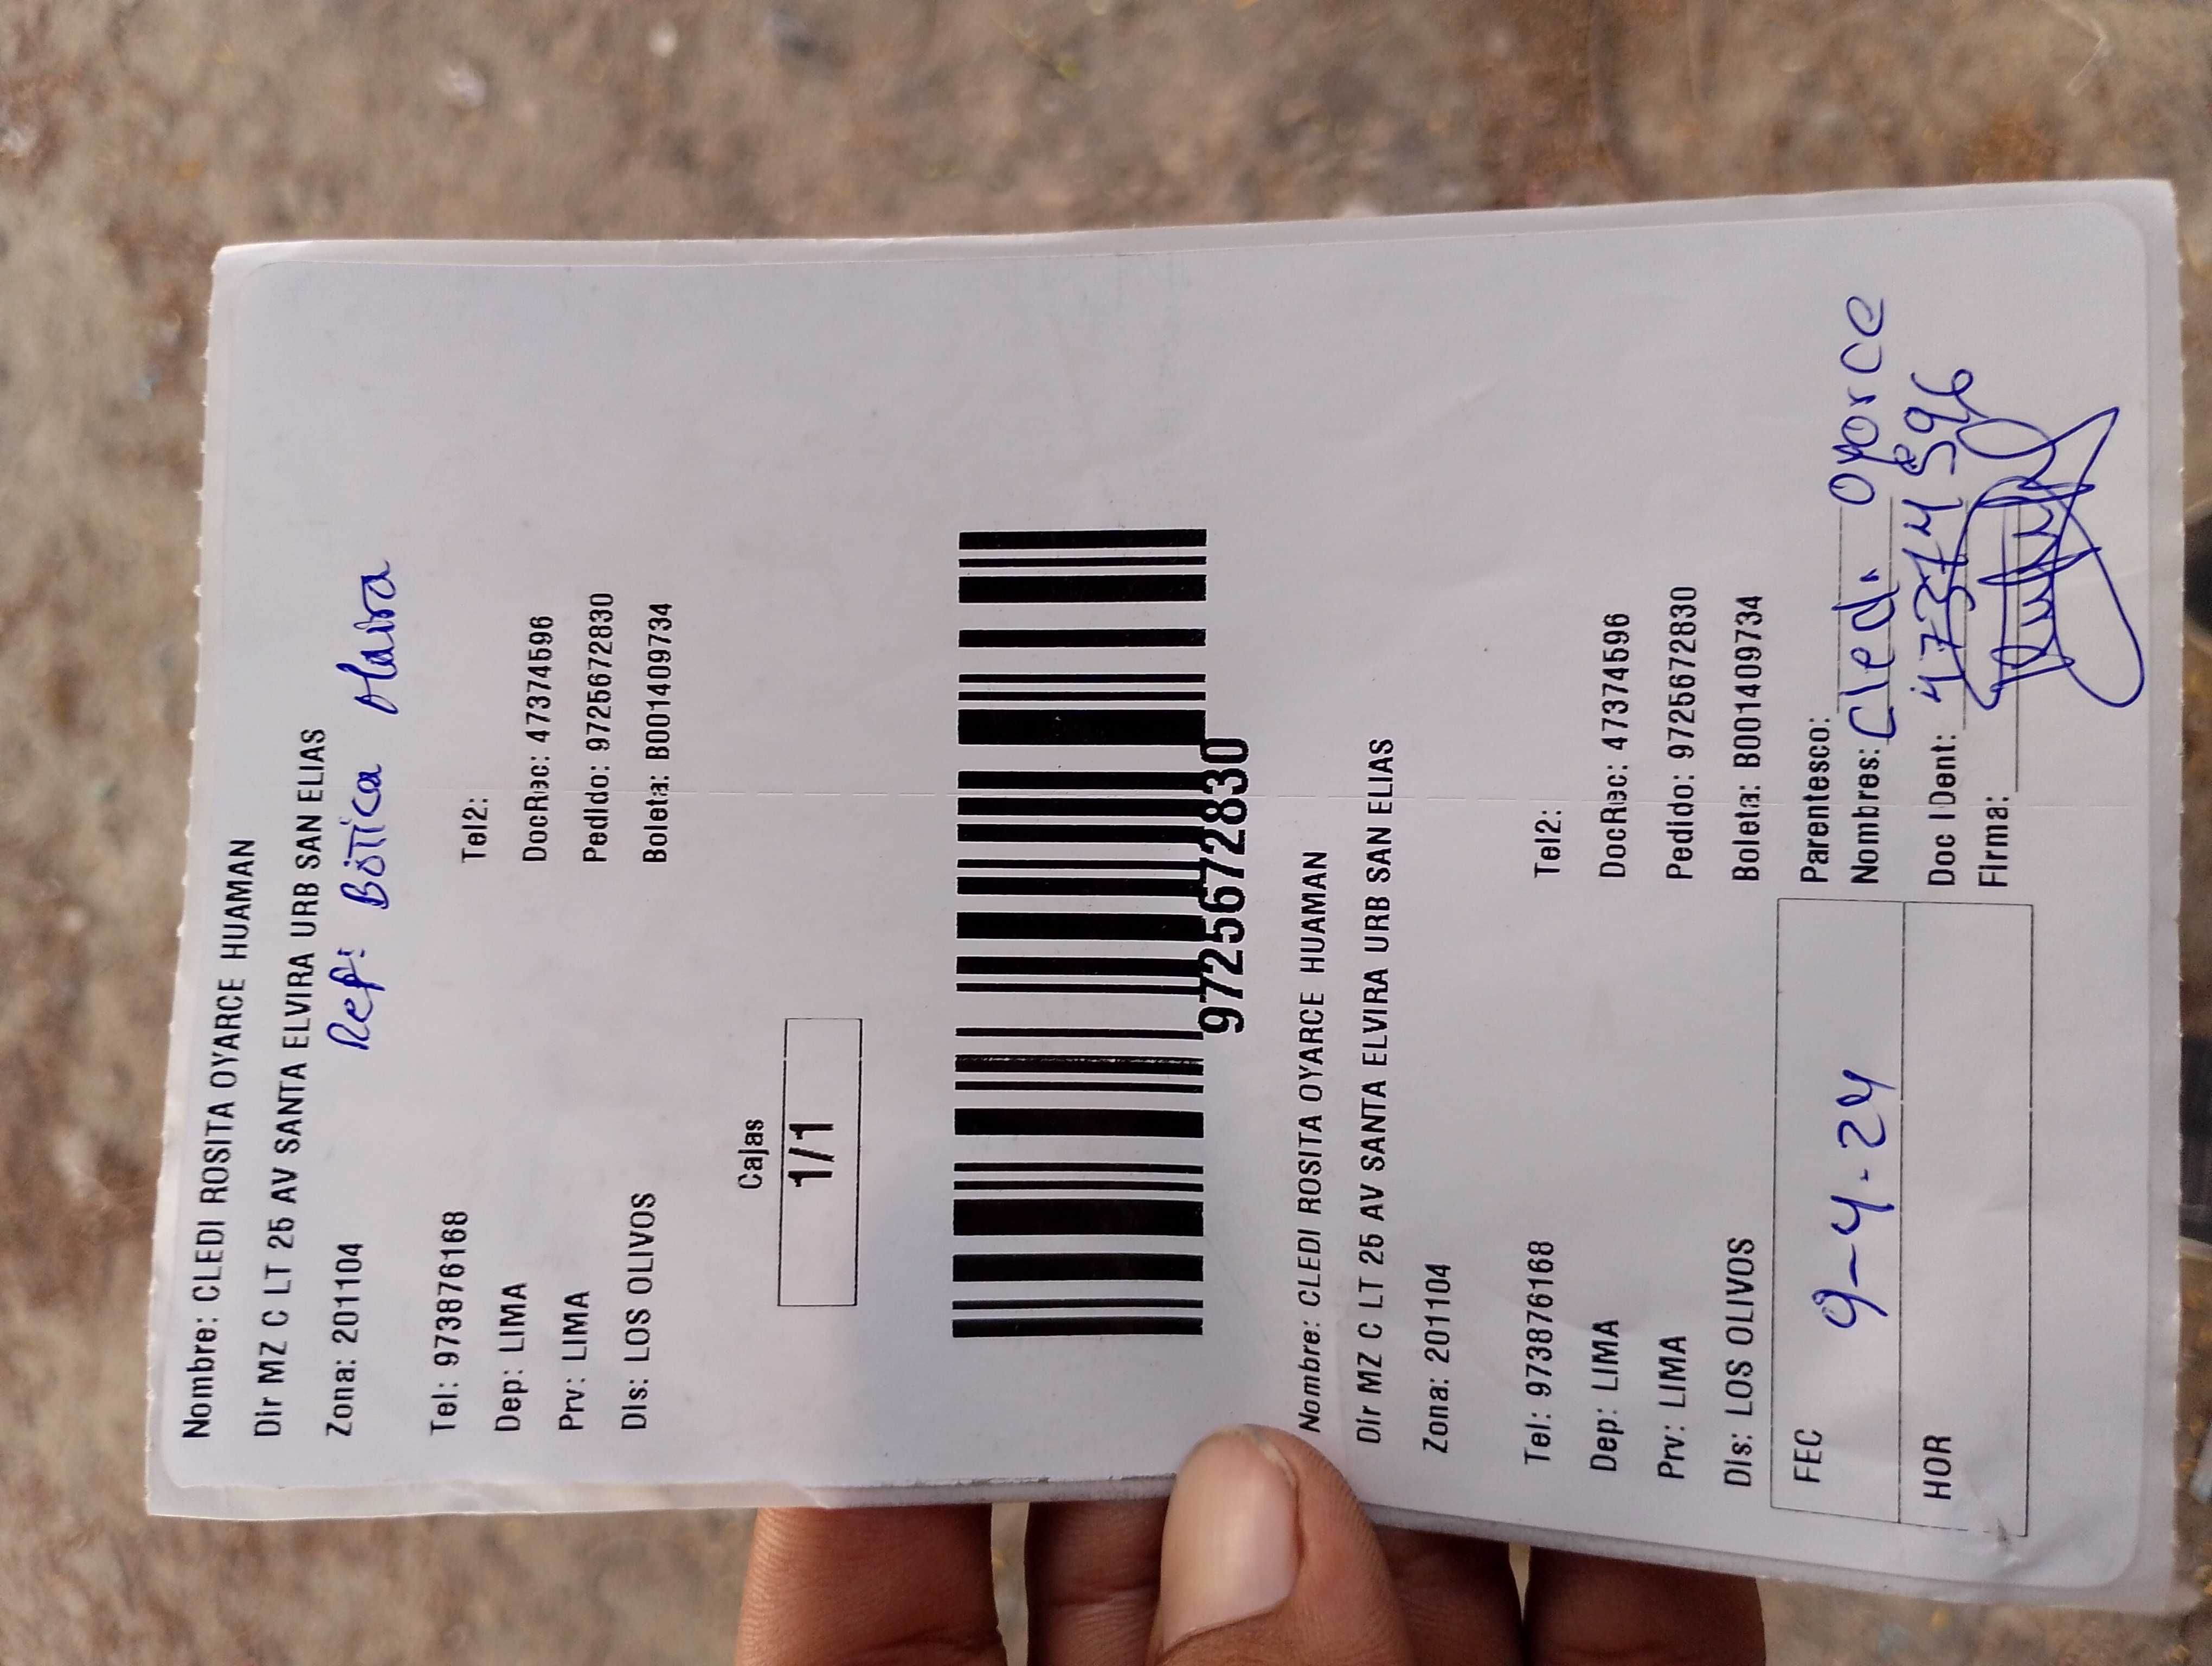 Nombre: CLEDI ROSITA OYARCE HUAMAN
Dir MZ C LT 25 AV SANTA ELVIRA URB SAN ELIAS
Zona: 201104
Ref: Botica
Tel: 973876168 Tel2:
Dep: LIMA DocRec: 47374596
Prv: LIMA Pedido: 97256728​30
Dis: LOS OLIVOS Boleta: B001409734
Cajas
1/1
9725672830
Nombre: CLEDI ROSITA OYARCE HUAMAN
Dir MZ C LT 25 AV SANTA ELVIRA URB SAN ELIAS
Zona: 201104
Tel: 973876168 Tel2:
Dep: LIMA DocRec: 47374596
Prv: LIMA Pedido: 9725672830
Dis: LOS OLIVOS Boleta: B001409734
FEC 9-4-24
HOR
Parentesco:
Nombres: Cledi Oyarce
Doc IDent: 47374596
Firma: